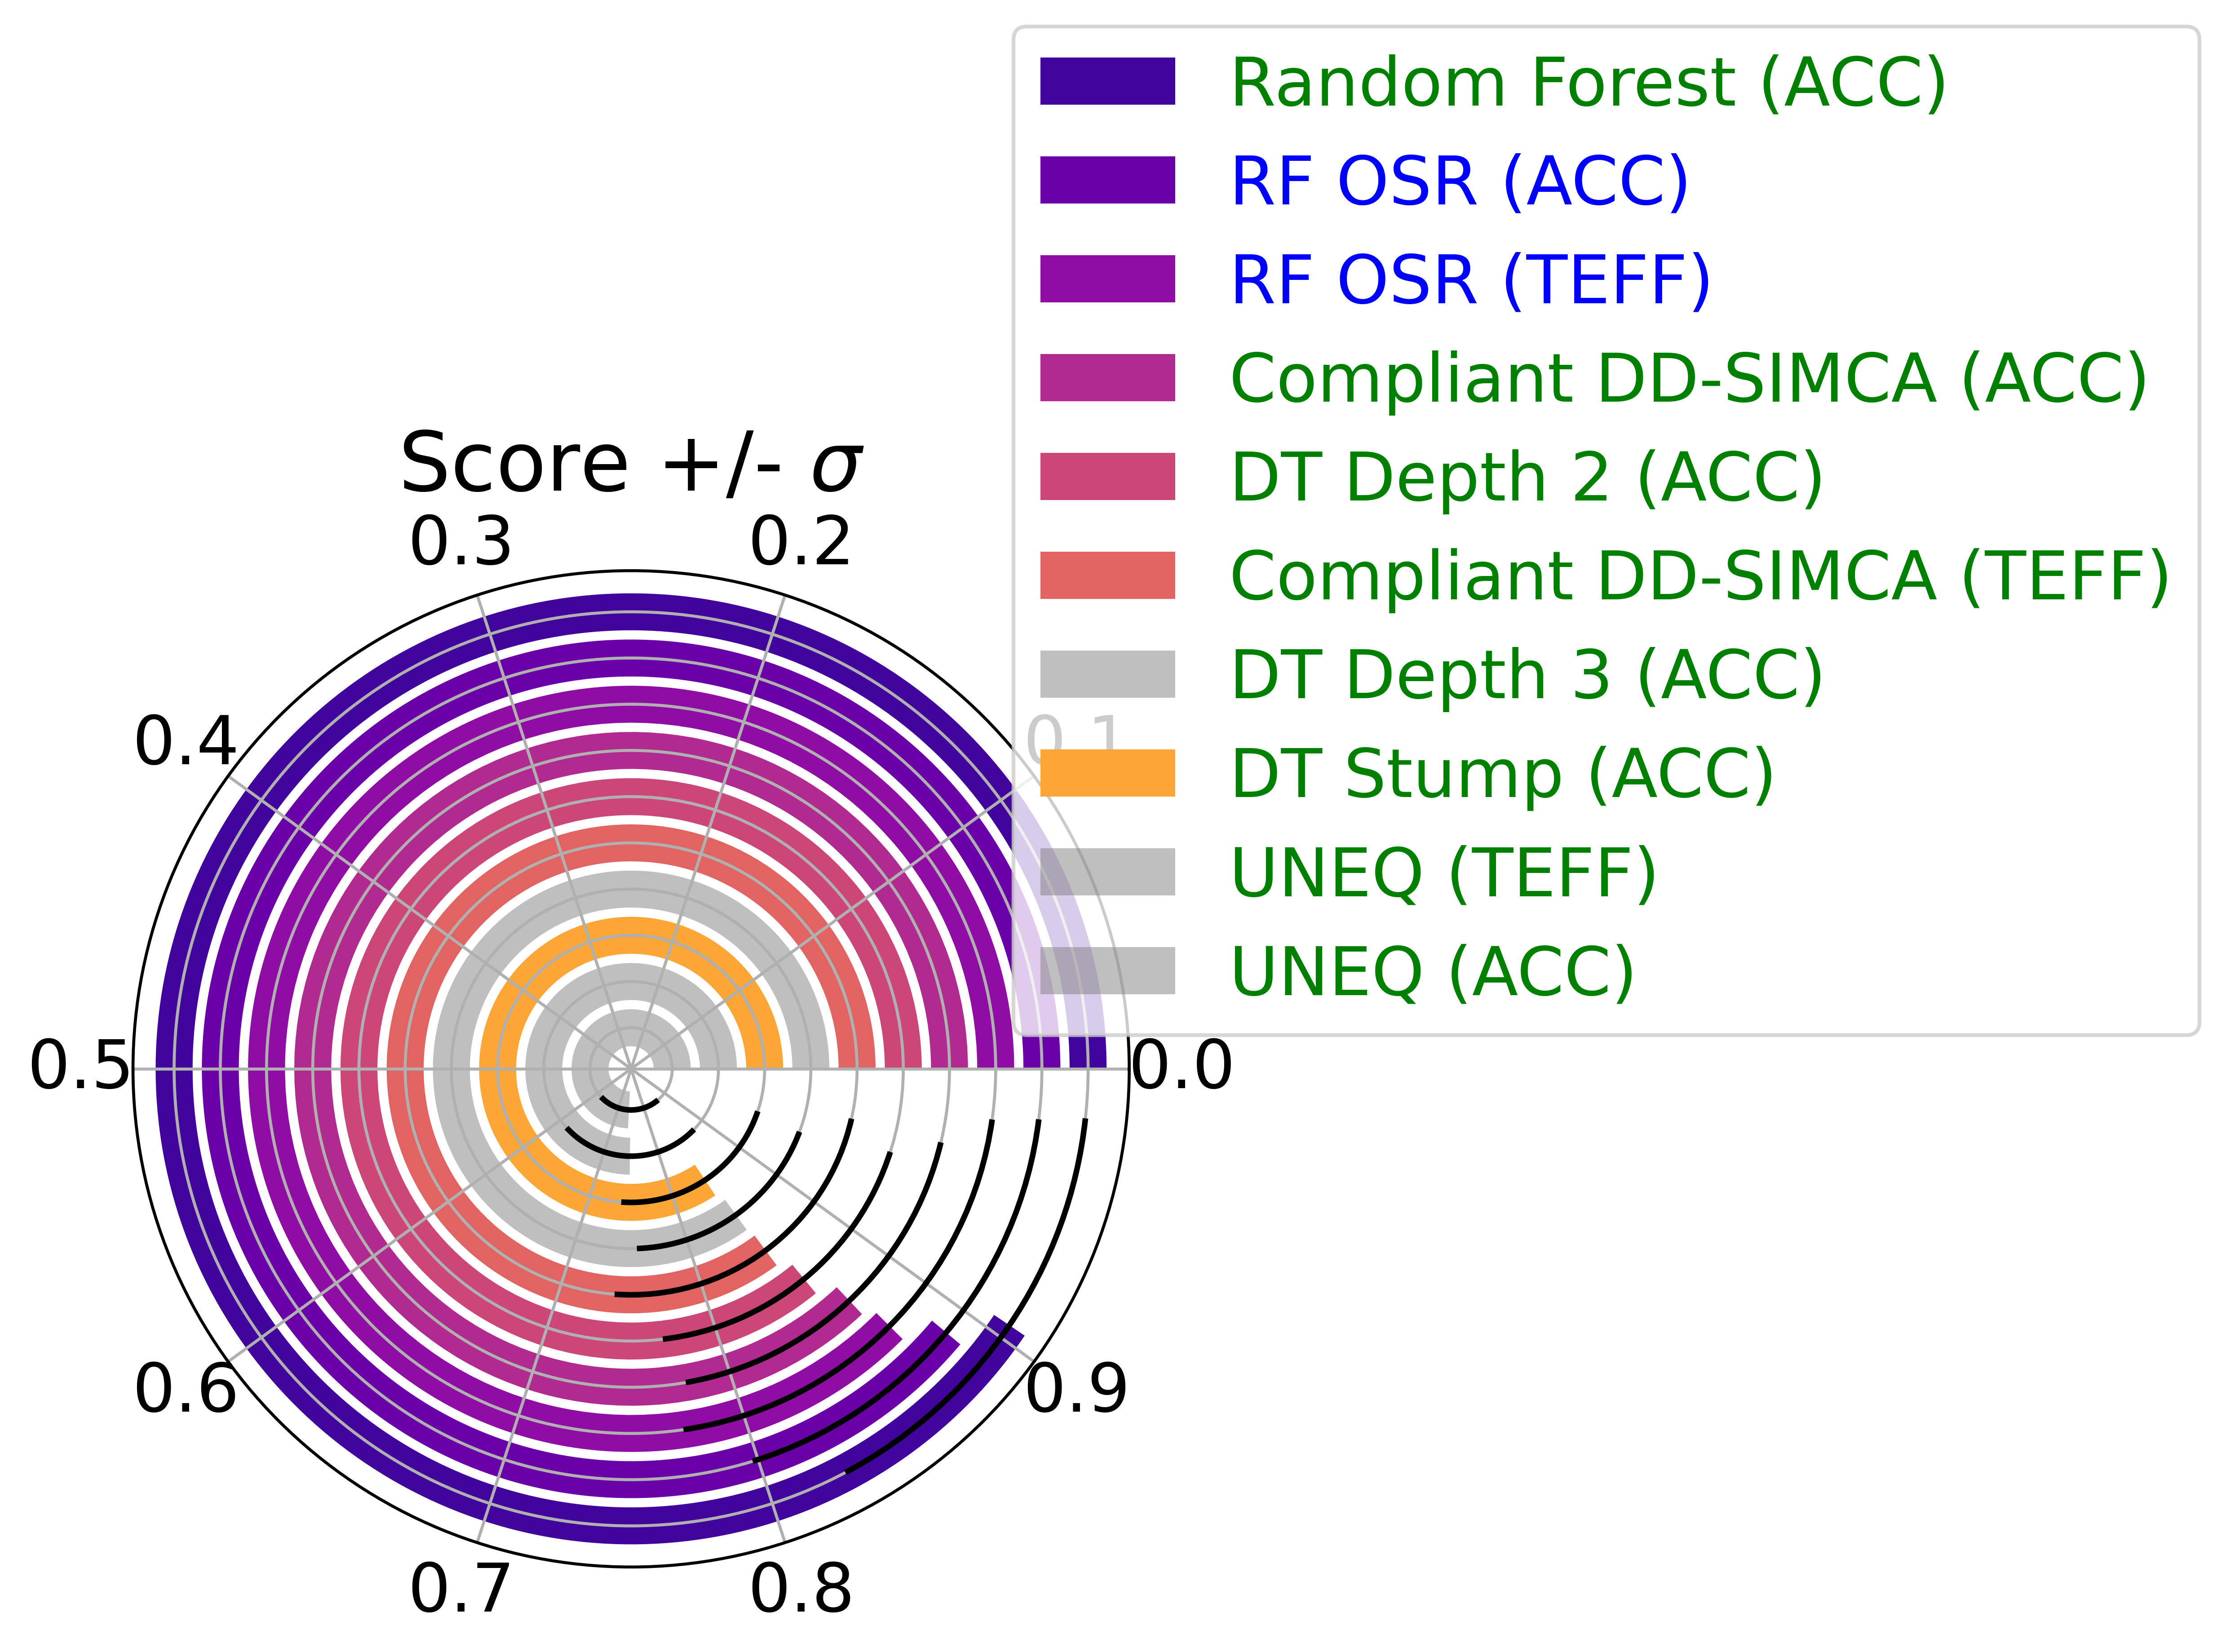 Random Forest (ACC)
RF OSR (ACC)
RF OSR (TEFF)
Compliant DD-SIMCA (ACC)
DT Depth 2 (ACC)
Compliant DD-SIMCA (TEFF)
DT Depth 3 (ACC)
DT Stump (ACC)
UNEQ (TEFF)
UNEQ (ACC)
Score +/- σ
0.0
0.1
0.2
0.3
0.4
0.5
0.6
0.7
0.8
0.9